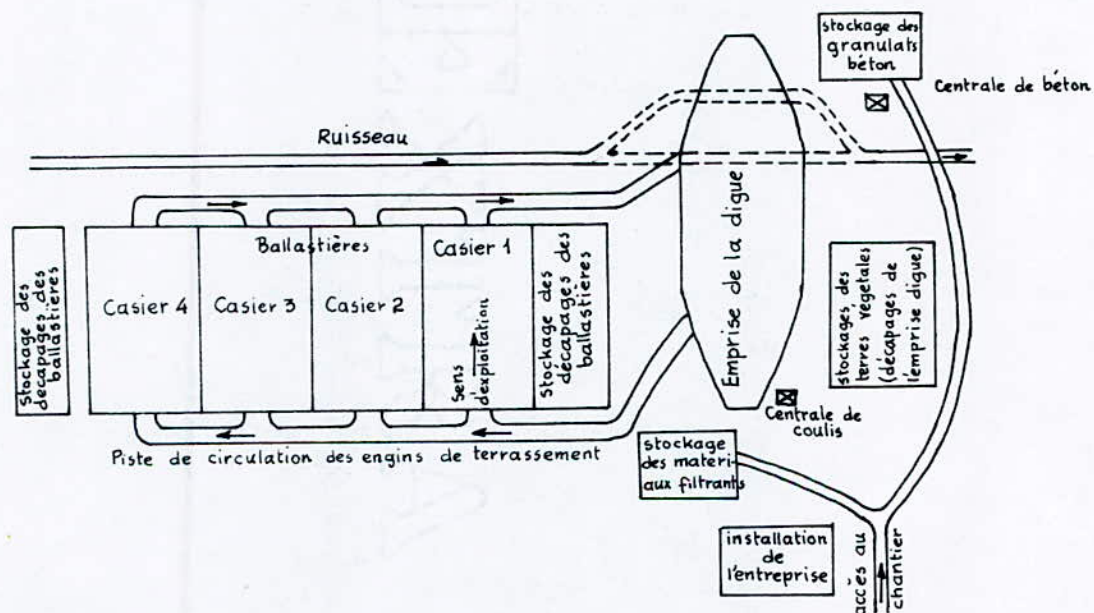 stockage des
granulats
béton
Centrale de béton
Ruisseau
Emprise de la digue
Stockage des
décapages des
ballastières
Ballastières
Casier 4
Casier 3
Casier 2
Casier 1
Sens
d'exploitation
Stockage des
décapages des
ballastières
stockages des
terres végétales
(décapages de
l'emprise digue)
Centrale de
coulis
Piste de circulation des engins de terrassement
stockage
des matéri-
aux filtrants
installation
de
l'entreprise
accès au
chantier